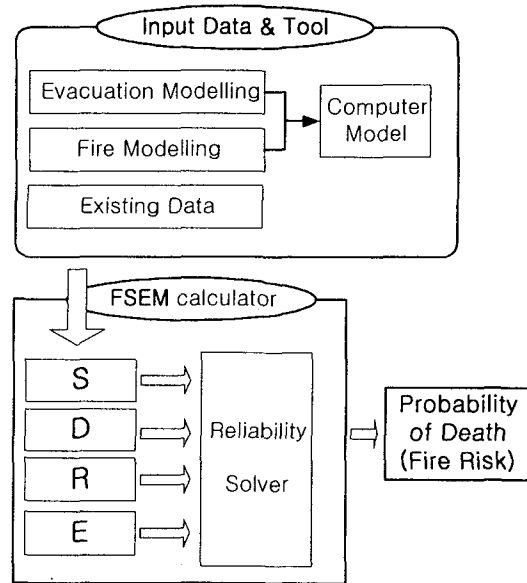 Input Data & Tool
Evacuation Modelling
Computer
Model
Fire Modelling
Existing Data
FSEM calculator
S
D
R
E
Reliability
Solver
Probability
of Death
(Fire Risk)